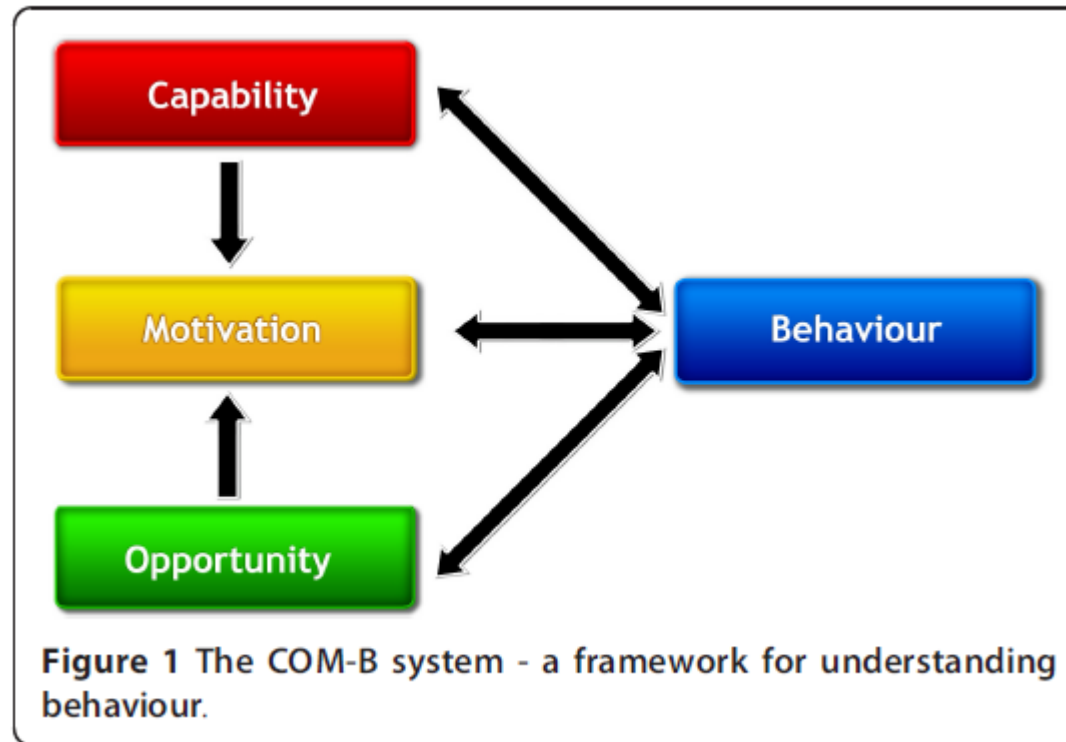 Capability
Motivation
Behaviour
Opportunity
Figure 1 The COM-B system - a framework for understanding
behaviour.